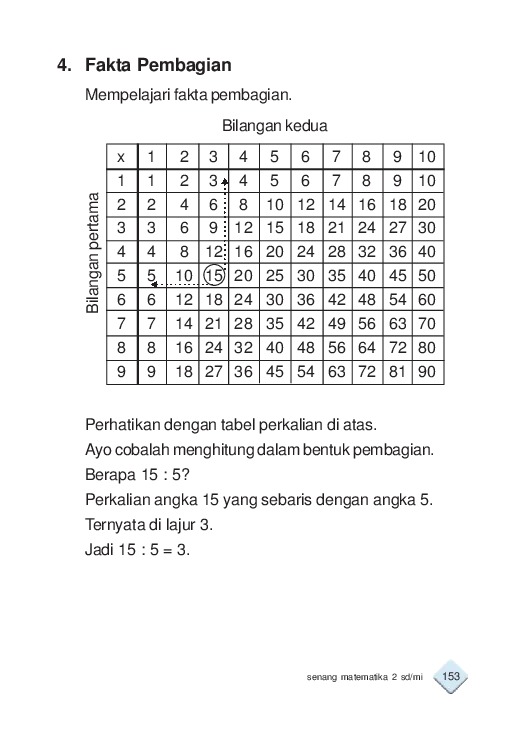 4. Fakta Pembagian
Mempelajari fakta pembagian.
Bilangan kedua
Bilangan pertama
x 1 2 3 4 5 6 7 8 9 10
1 1 2 3 4 5 6 7 8 9 10
2 2 4 6 8 10 12 14 16 18 20
3 3 6 9 12 15 18 21 24 27 30
4 4 8 12 16 20 24 28 32 36 40
5 5 10 15 20 25 30 35 40 45 50
6 6 12 18 24 30 36 42 48 54 60
7 7 14 21 28 35 42 49 56 63 70
8 8 16 24 32 40 48 56 64 72 80
9 9 18 27 36 45 54 63 72 81 90
Perhatikan dengan tabel perkalian di atas.
Ayo cobalah menghitung dalam bentuk pembagian.
Berapa 15 : 5?
Perkalian angka 15 yang sebaris dengan angka 5.
Ternyata di lajur 3.
Jadi 15 : 5 = 3.
senang matematika 2 sd/mi 153